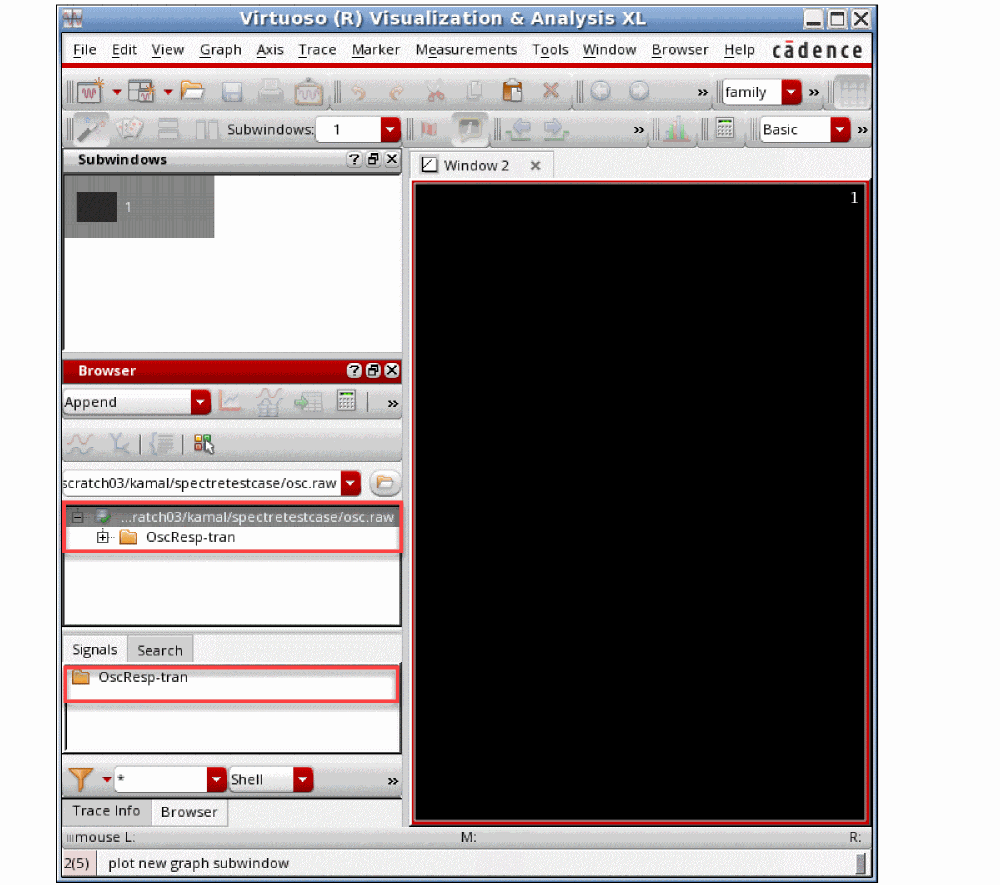 Virtuoso (R) Visualization & Analysis XL
File Edit View Graph Axis Trace Marker Measurements Tools Window Browser Help cādence
» family »
Subwindows: 1 » Basic »
Subwindows ?
Window 2
1
1
Browser ?
Append »
scratch03/kamal/spectretestcase/osc.raw
...ratch03/kamal/spectretestcase/osc.raw
OscResp-tran
Signals Search
OscResp-tran
* Shell »
Trace Info Browser
mouse L: M: R:
2(5) plot new graph subwindow